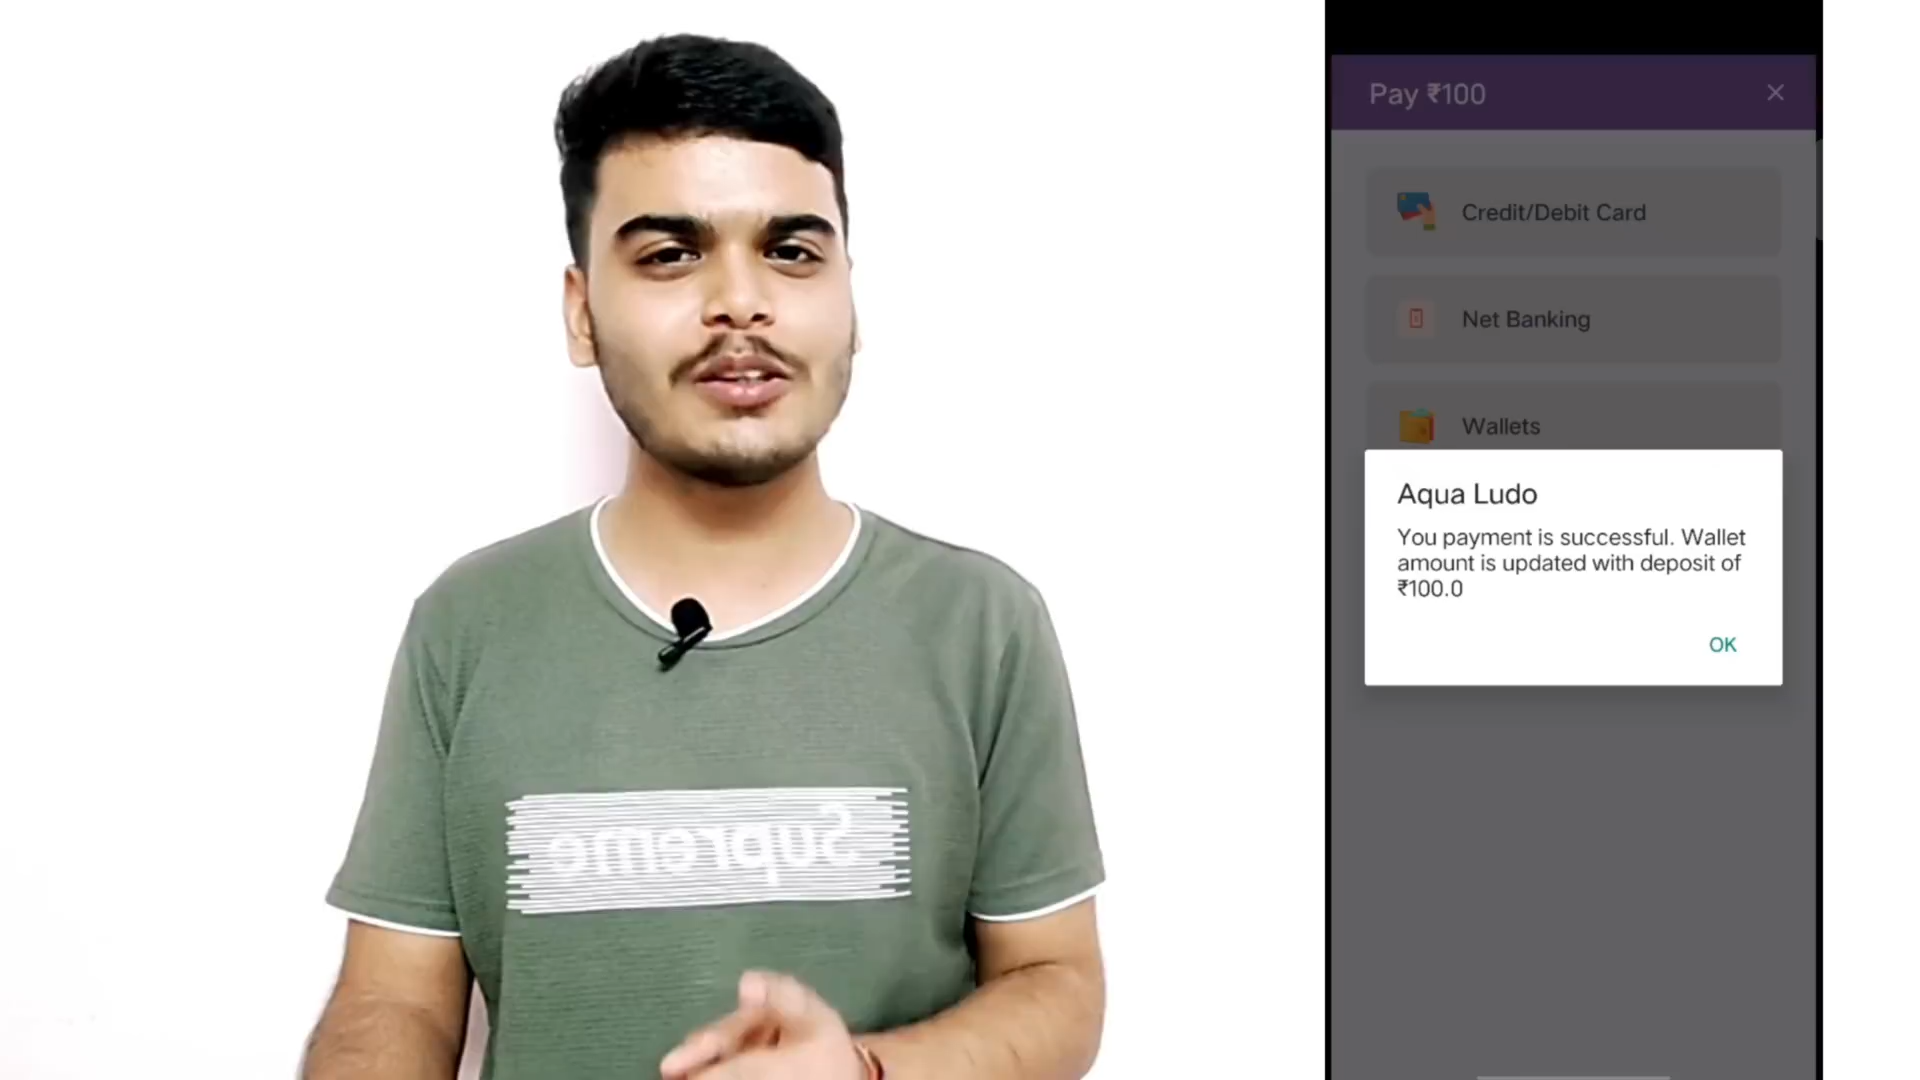 Supreme
Pay ₹100
Credit/Debit Card
Net Banking
Wallets
Aqua Ludo
You payment is successful. Wallet
amount is updated with deposit of
₹100.0
OK